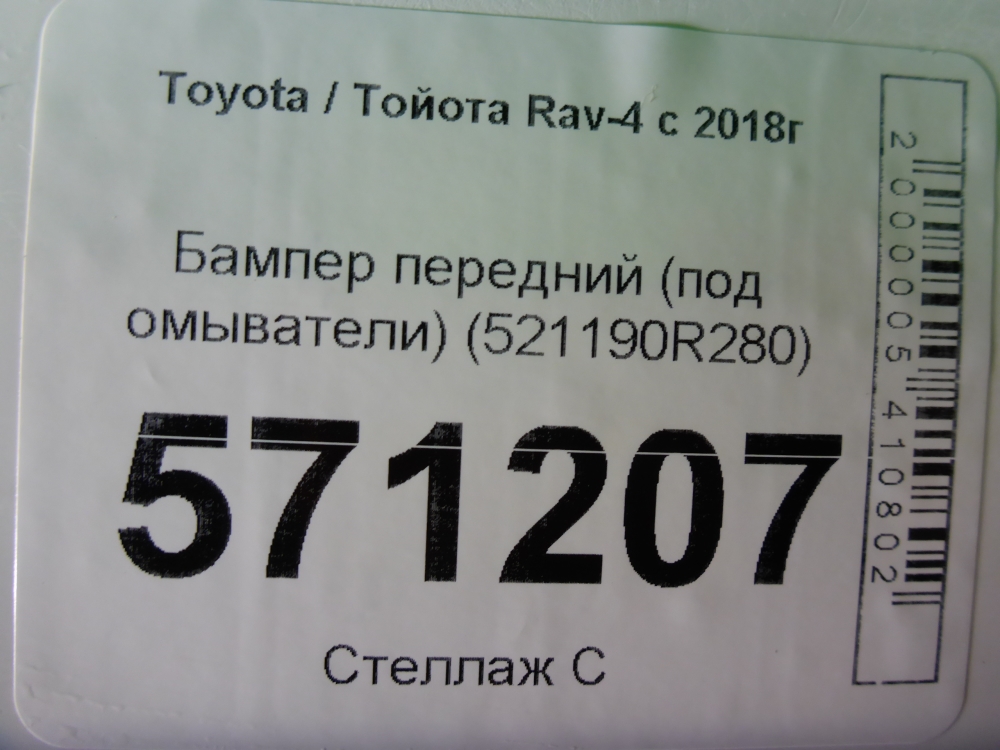 Toyota / Тойота Rav-4 с 2018г
Бампер передний (под
омыватели) (521190R280)
571207
Стеллаж С
2000005410802